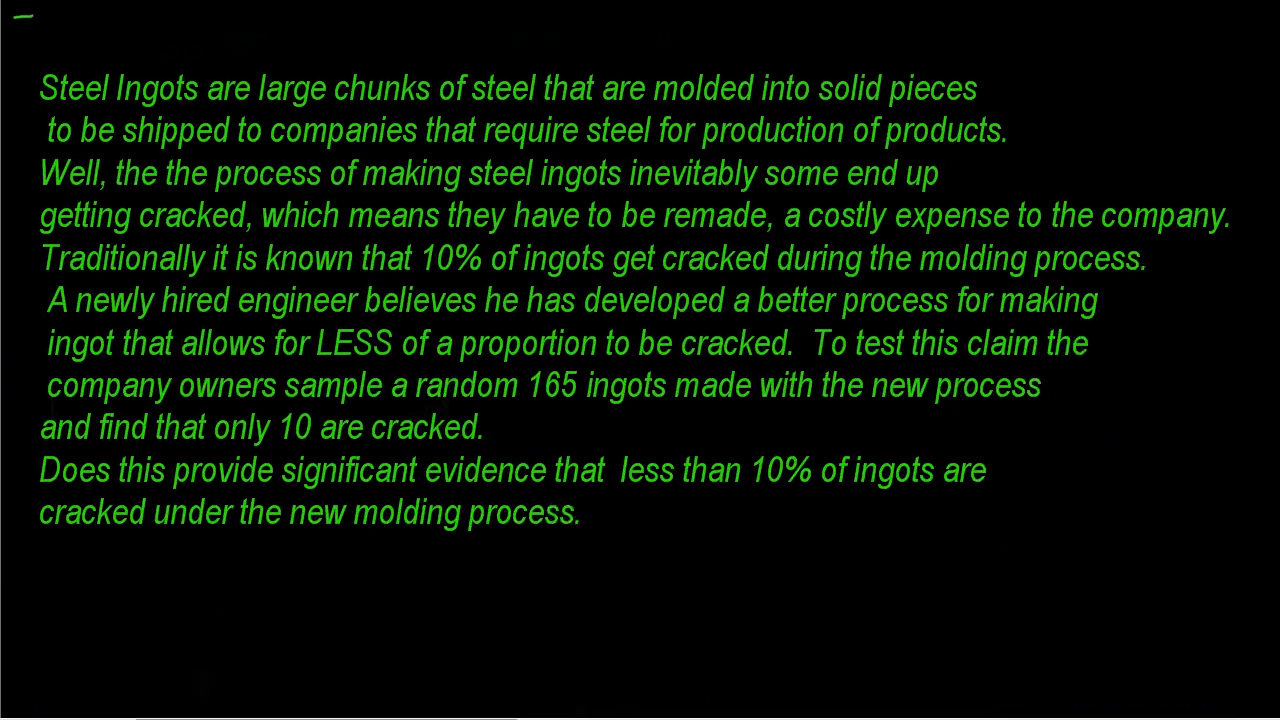 Steel Ingots are large chunks of steel that are molded into solid pieces
to be shipped to companies that require steel for production of products.
Well, the the process of making steel ingots inevitably some end up
getting cracked, which means they have to be remade, a costly expense to the company.
Traditionally it is known that 10% of ingots get cracked during the molding process.
A newly hired engineer believes he has developed a better process for making
ingot that allows for LESS of a proportion to be cracked.  To test this claim the
company owners sample a random 165 ingots made with the new process
and find that only 10 are cracked.
Does this provide significant evidence that  less than 10% of ingots are
cracked under the new molding process.